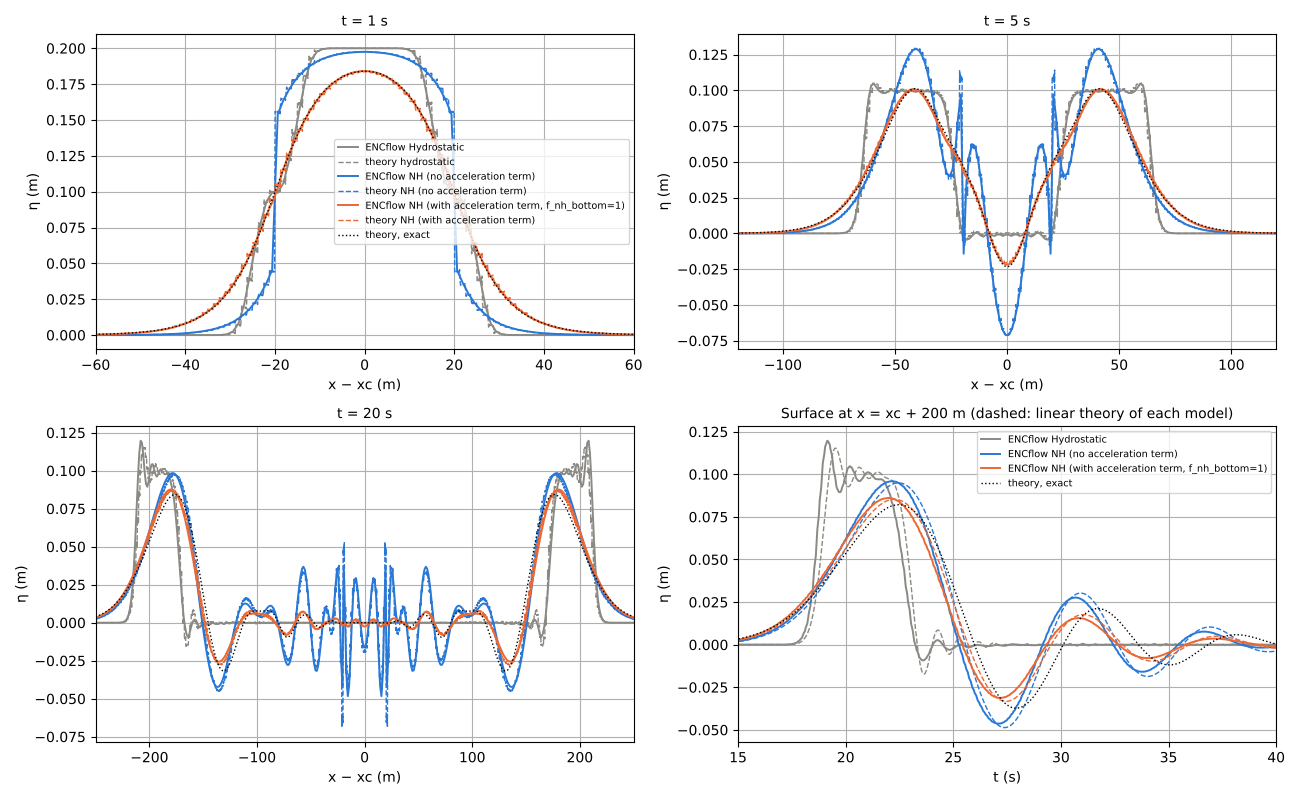 t = 1 s
η (m)
0.200
0.175
0.150
0.125
0.100
0.075
0.050
0.025
0.000
−60 −40 −20 0 20 40 60
x − xc (m)
ENCflow Hydrostatic
theory hydrostatic
ENCflow NH (no acceleration term)
theory NH (no acceleration term)
ENCflow NH (with acceleration term, f_nh_bottom=1)
theory NH (with acceleration term)
theory, exact
t = 5 s
η (m)
0.125
0.100
0.075
0.050
0.025
0.000
−0.025
−0.050
−0.075
−100 −50 0 50 100
x − xc (m)
t = 20 s
η (m)
0.125
0.100
0.075
0.050
0.025
0.000
−0.025
−0.050
−0.075
−200 −100 0 100 200
x − xc (m)
Surface at x = xc + 200 m (dashed: linear theory of each model)
η (m)
0.125
0.100
0.075
0.050
0.025
0.000
−0.025
−0.050
15 20 25 30 35 40
t (s)
ENCflow Hydrostatic
ENCflow NH (no acceleration term)
ENCflow NH (with acceleration term, f_nh_bottom=1)
theory, exact